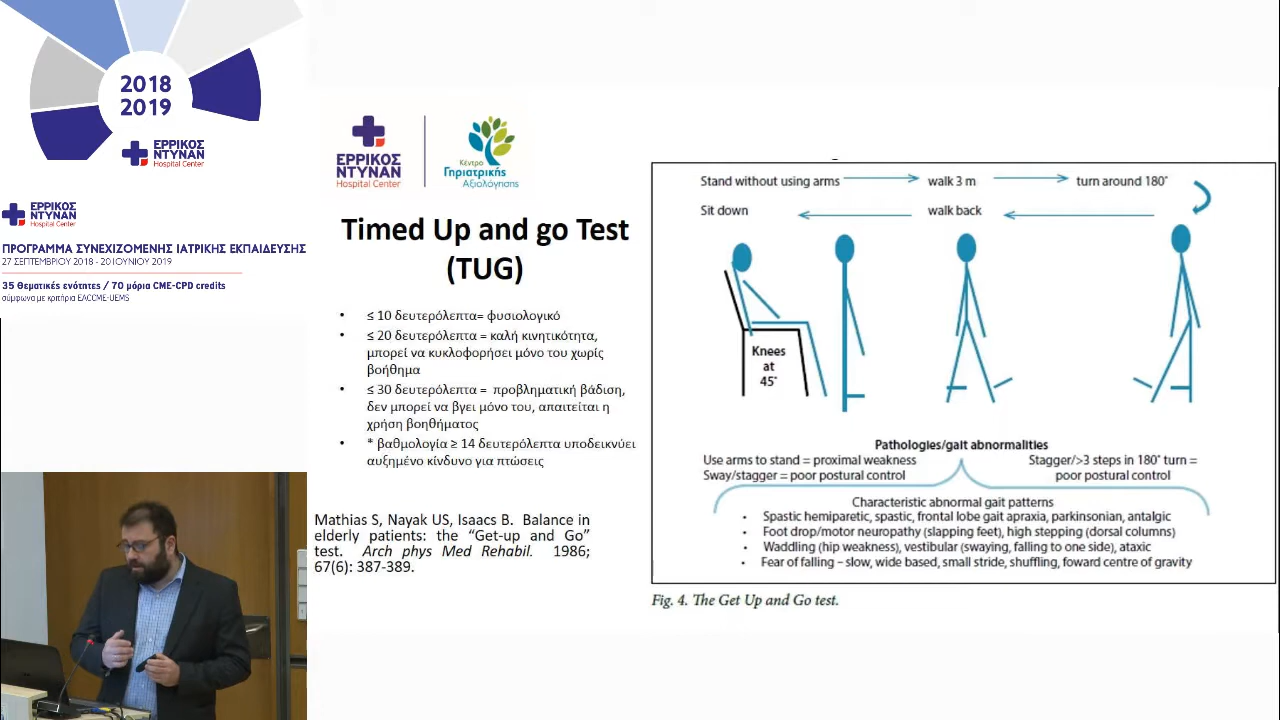 2018
2019
ΕΡΡΙΚΟΣ
ΝΤΥΝΑΝ
Hospital Center
ΕΡΡΙΚΟΣ
ΝΤΥΝΑΝ
Hospital Center
ΠΡΟΓΡΑΜΜΑ ΣΥΝΕΧΙΖΟΜΕΝΗΣ ΙΑΤΡΙΚΗΣ ΕΚΠΑΙΔΕΥΣΗΣ
27 ΣΕΠΤΕΜΒΡΙΟΥ 2018 - 20 ΙΟΥΝΙΟΥ 2019
35 θεματικές ενότητες / 70 μόρια CME-CPD credits
σύμφωνα με κριτήρια EACCME-UEMS
ΕΡΡΙΚΟΣ
ΝΤΥΝΑΝ
Hospital Center
Κέντρο
Γηριατρικής
Αξιολόγησης
Timed Up and go Test
(TUG)
• ≤ 10 δευτερόλεπτα= φυσιολογικό
• ≤ 20 δευτερόλεπτα = καλή κινητικότητα,
μπορεί να κυκλοφορήσει μόνο του χωρίς
βοήθημα
• ≤ 30 δευτερόλεπτα = προβληματική βάδιση,
δεν μπορεί να βγει μόνο του, απαιτείται η
χρήση βοηθήματος
• * βαθμολογία ≥ 14 δευτερόλεπτα υποδεικνύει
αυξημένο κίνδυνο για πτώσεις
Mathias S, Nayak US, Isaacs B. Balance in
elderly patients: the “Get-up and Go”
test. Arch phys Med Rehabil. 1986;
67(6): 387-389.
Stand without using arms walk 3 m turn around 180°
Sit down walk back
Knees
at
45°
Pathologies/gait abnormalities
Use arms to stand = proximal weakness
Sway/stagger = poor postural control
Stagger/>3 steps in 180° turn =
poor postural control
Characteristic abnormal gait patterns
• Spastic hemiparetic, spastic, frontal lobe gait apraxia, parkinsonian, antalgic
• Foot drop/motor neuropathy (slapping feet), high stepping (dorsal columns)
• Waddling (hip weakness), vestibular (swaying, falling to one side), ataxic
• Fear of falling – slow, wide based, small stride, shuffling, foward centre of gravity
Fig. 4. The Get Up and Go test.